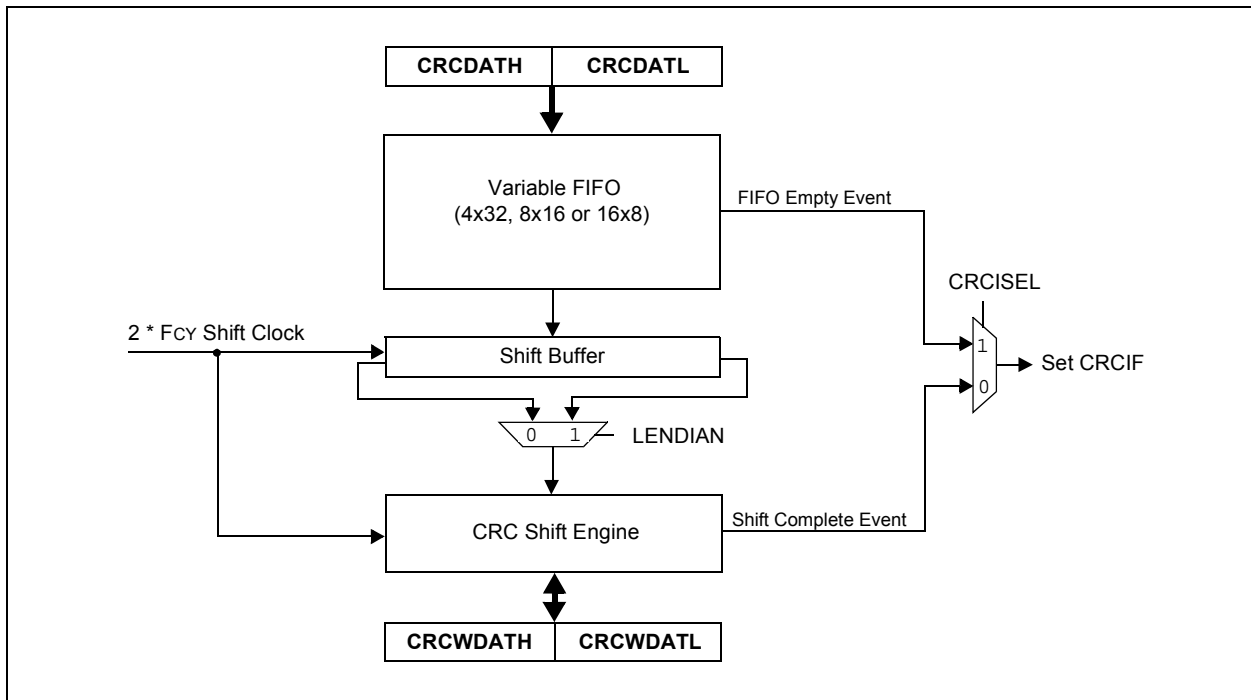 CRCDATH CRCDATL
Variable FIFO
(4x32, 8x16 or 16x8)
FIFO Empty Event
CRCISEL
2 * FCY Shift Clock
Shift Buffer
1
Set CRCIF
0
0 1 LENDIAN
CRC Shift Engine
Shift Complete Event
CRCWDATH CRCWDATL